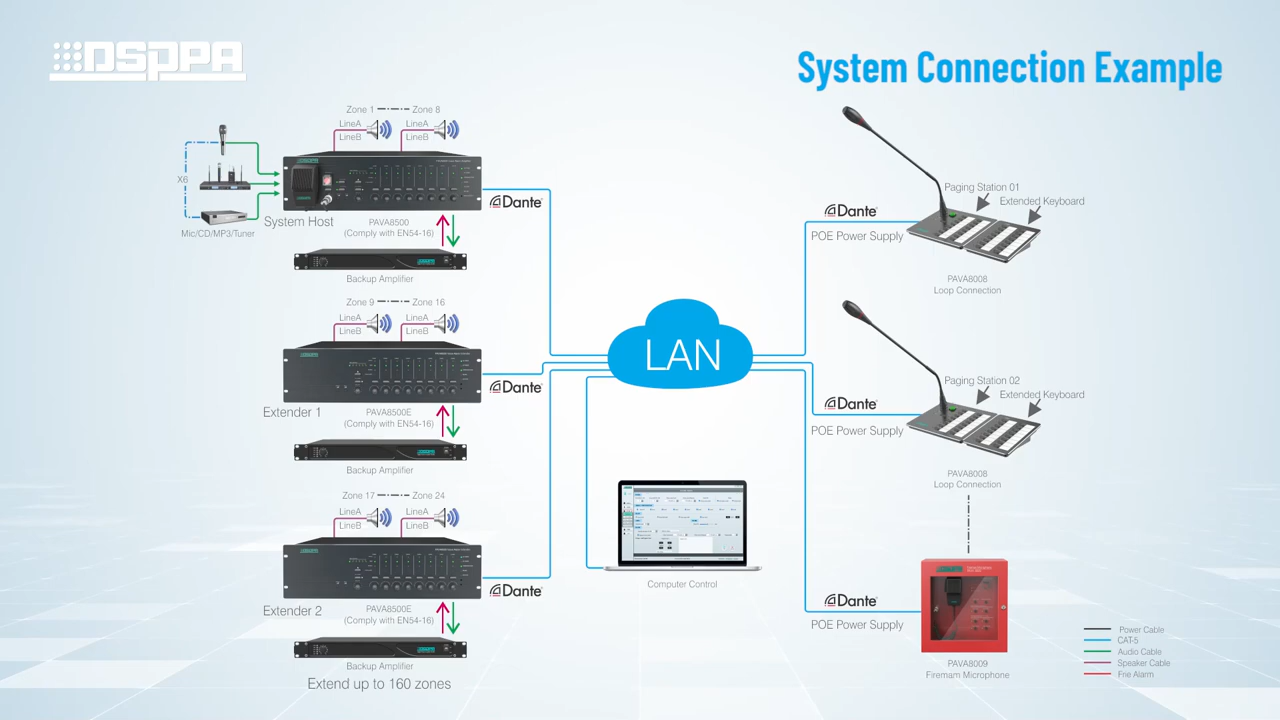 DSPPA
System Connection Example
Zone 1 Zone 8
LineA LineA
LineB LineB
X6
Mic/CD/MP3/Tuner
System Host
PAVA8500
(Comply with EN54-16)
Dante
Backup Amplifier
Zone 9 Zone 16
LineA LineA
LineB LineB
Extender 1
PAVA8500E
(Comply with EN54-16)
Dante
Backup Amplifier
Zone 17 Zone 24
LineA LineA
LineB LineB
Extender 2
PAVA8500E
(Comply with EN54-16)
Dante
Backup Amplifier
Extend up to 160 zones
LAN
Computer Control
Dante
POE Power Supply
Paging Station 01
Extended Keyboard
PAVA8008
Loop Connection
Dante
POE Power Supply
Paging Station 02
Extended Keyboard
PAVA8008
Loop Connection
Dante
POE Power Supply
PAVA8009
Firemam Microphone
Power Cable
CAT-5
Audio Cable
Speaker Cable
Frie Alarm